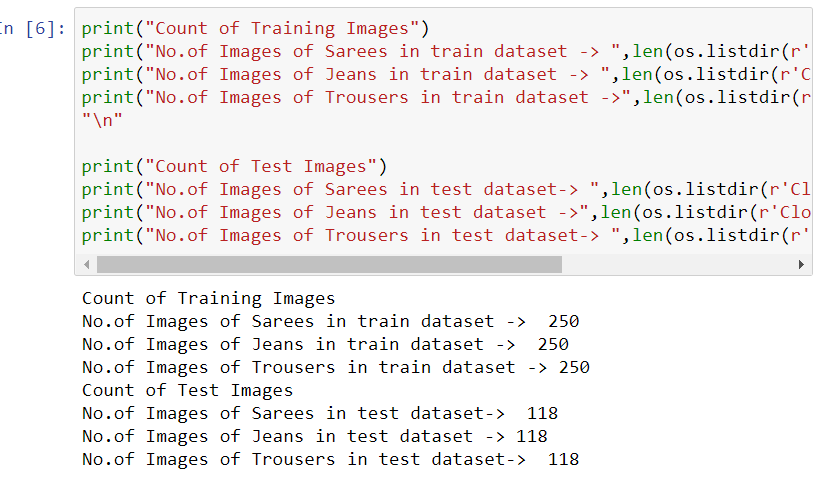 In [6]: print("Count of Training Images")
print("No.of Images of Sarees in train dataset -> ",len(os.listdir(r'
print("No.of Images of Jeans in train dataset -> ",len(os.listdir(r'C
print("No.of Images of Trousers in train dataset ->",len(os.listdir(r
"\n"
print("Count of Test Images")
print("No.of Images of Sarees in test dataset-> ",len(os.listdir(r'Cl
print("No.of Images of Jeans in test dataset ->",len(os.listdir(r'Clo
print("No.of Images of Trousers in test dataset-> ",len(os.listdir(r'
Count of Training Images
No.of Images of Sarees in train dataset ->  250
No.of Images of Jeans in train dataset ->  250
No.of Images of Trousers in train dataset -> 250
Count of Test Images
No.of Images of Sarees in test dataset->  118
No.of Images of Jeans in test dataset -> 118
No.of Images of Trousers in test dataset->  118